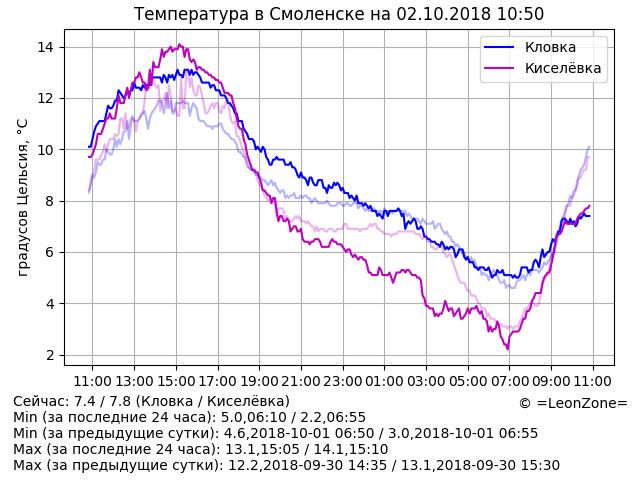 Температура в Смоленске на 02.10.2018 10:50
14
12
10
8
6
4
2
градусов Цельсия, °C
Кловка
Киселёвка
11:00 13:00 15:00 17:00 19:00 21:00 23:00 01:00 03:00 05:00 07:00 09:00 11:00
Сейчас: 7.4 / 7.8 (Кловка / Киселёвка)
© =LeonZone=
Min (за последние 24 часа): 5.0,06:10 / 2.2,06:55
Min (за предыдущие сутки): 4.6,2018-10-01 06:50 / 3.0,2018-10-01 06:55
Max (за последние 24 часа): 13.1,15:05 / 14.1,15:10
Max (за предыдущие сутки): 12.2,2018-09-30 14:35 / 13.1,2018-09-30 15:30